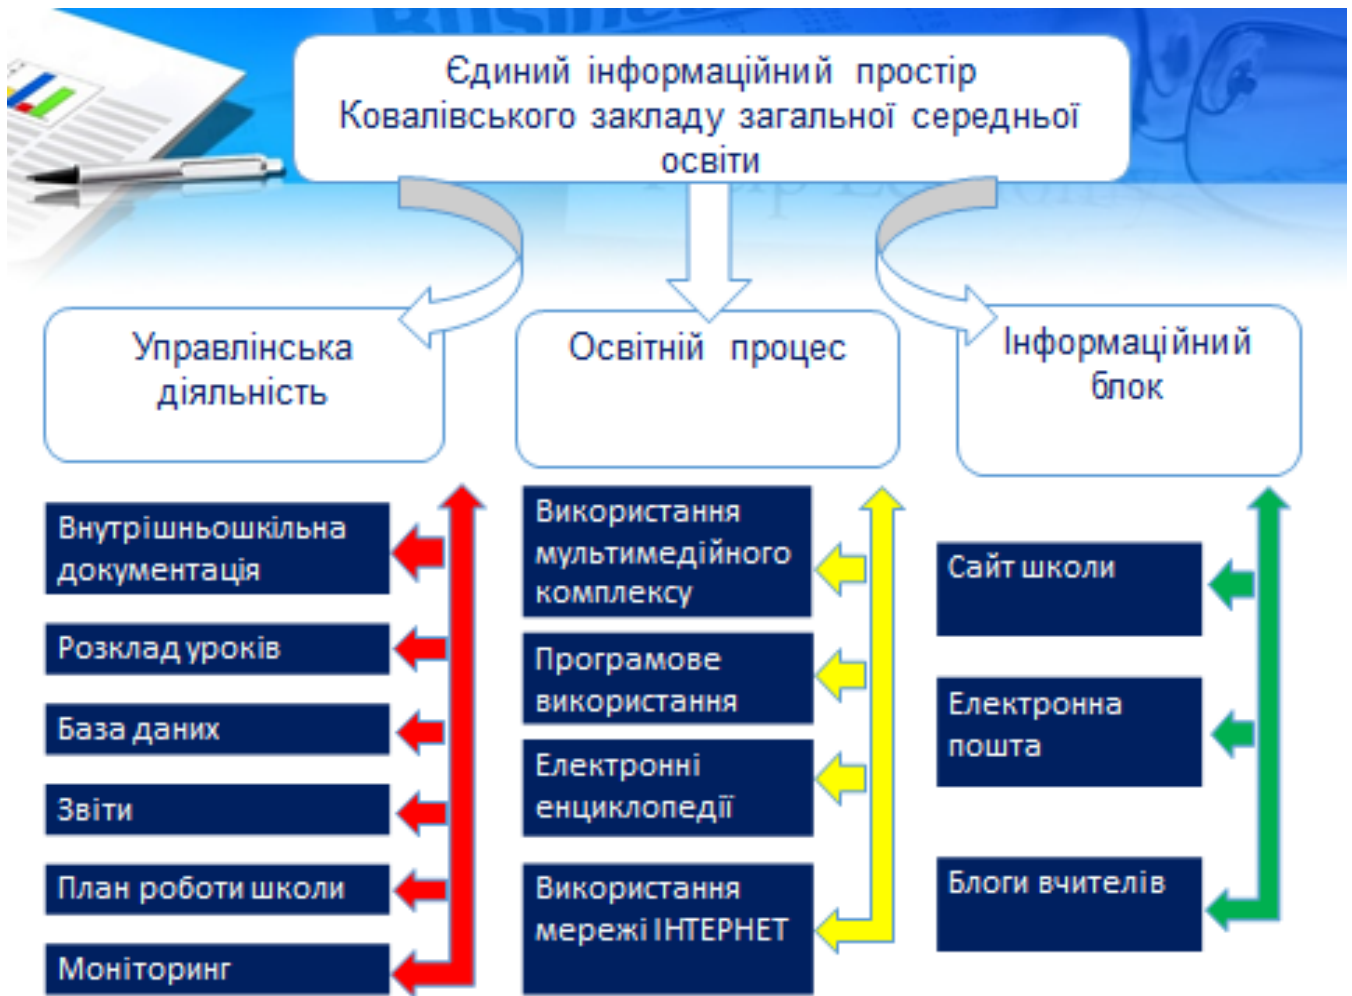 Business
Єдиний інформаційний простір
Ковалівського закладу загальної середньої
освіти
Управлінська
діяльність
Внутрішньошкільна
документація
Розклад уроків
База даних
Звіти
План роботи школи
Моніторинг
Освітній процес
Використання
мультимедійного
комплексу
Програмове
використання
Електронні
енциклопедії
Використання
мережі ІНТЕРНЕТ
Інформаційний
блок
Сайт школи
Електронна
пошта
Блоги вчителів